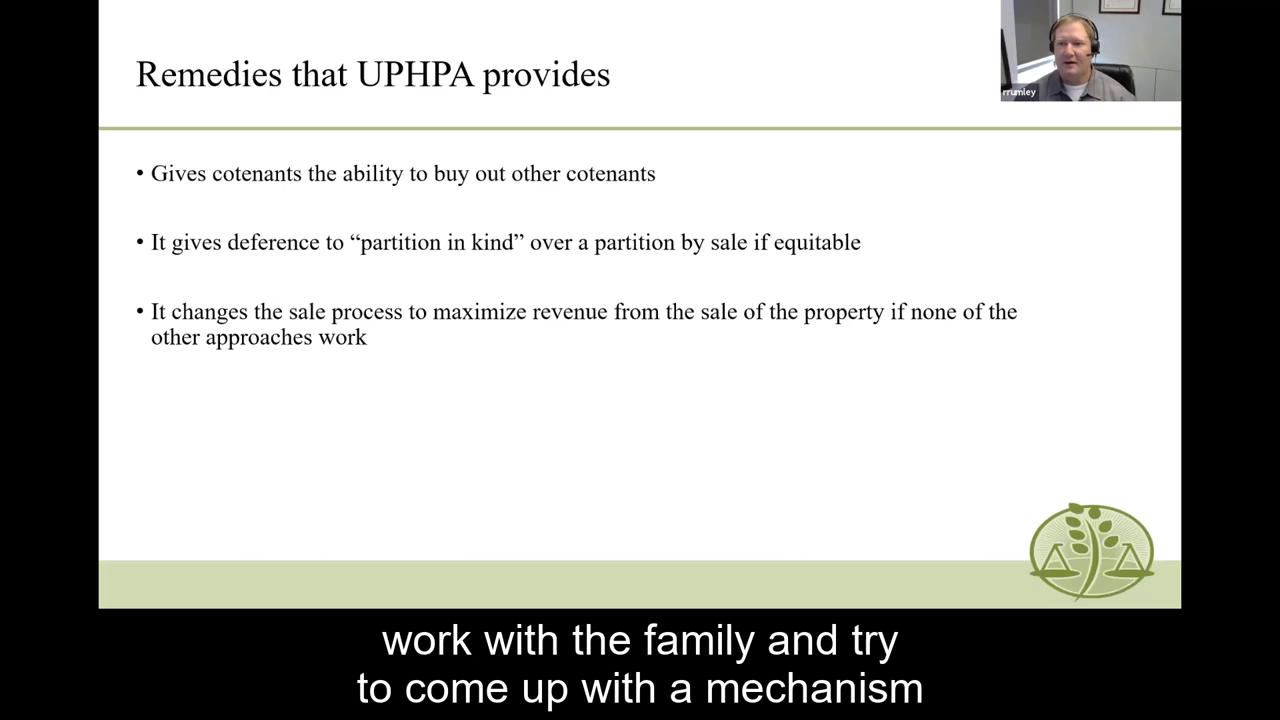 Remedies that UPHPA provides
rrumley
• Gives cotenants the ability to buy out other cotenants
• It gives deference to “partition in kind” over a partition by sale if equitable
• It changes the sale process to maximize revenue from the sale of the property if none of the
other approaches work
work with the family and try
to come up with a mechanism